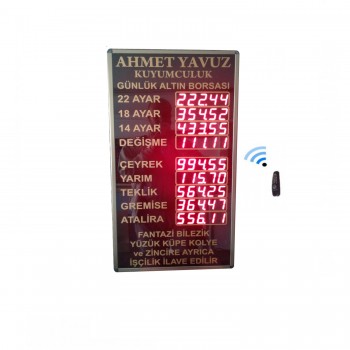 AHMET YAVUZ
KUYUMCULUK
GÜNLÜK ALTIN BORSASI
22 AYAR 222.44
18 AYAR 354.52
14 AYAR 433.55
DEĞİŞME 111.11
ÇEYREK 994.55
YARIM 115.70
TEKLİK 564.25
GREMİSE 364.47
ATALİRA 556.11
FANTAZİ BİLEZİK
YÜZÜK KÜPE KOLYE
ve ZİNCİRE AYRICA
İŞÇİLİK İLAVE EDİLİR